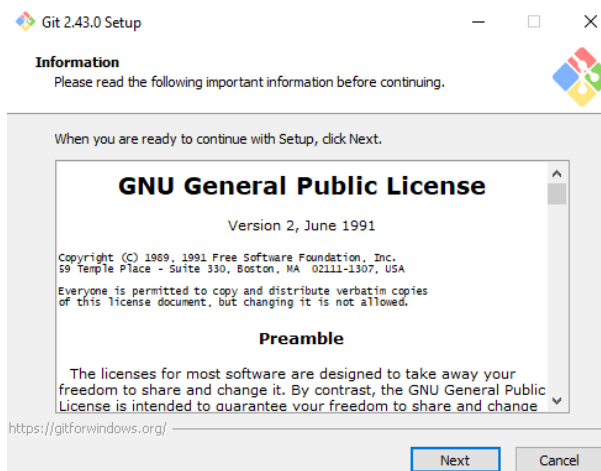 Git 2.43.0 Setup
Information
Please read the following important information before continuing.
When you are ready to continue with Setup, click Next.
GNU General Public License
Version 2, June 1991
Copyright (C) 1989, 1991 Free Software Foundation, Inc.
59 Temple Place - Suite 330, Boston, MA  02111-1307, USA
Everyone is permitted to copy and distribute verbatim copies
of this license document, but changing it is not allowed.
Preamble
The licenses for most software are designed to take away your
freedom to share and change it. By contrast, the GNU General Public
License is intended to guarantee your freedom to share and change
https://gitforwindows.org/
Next
Cancel